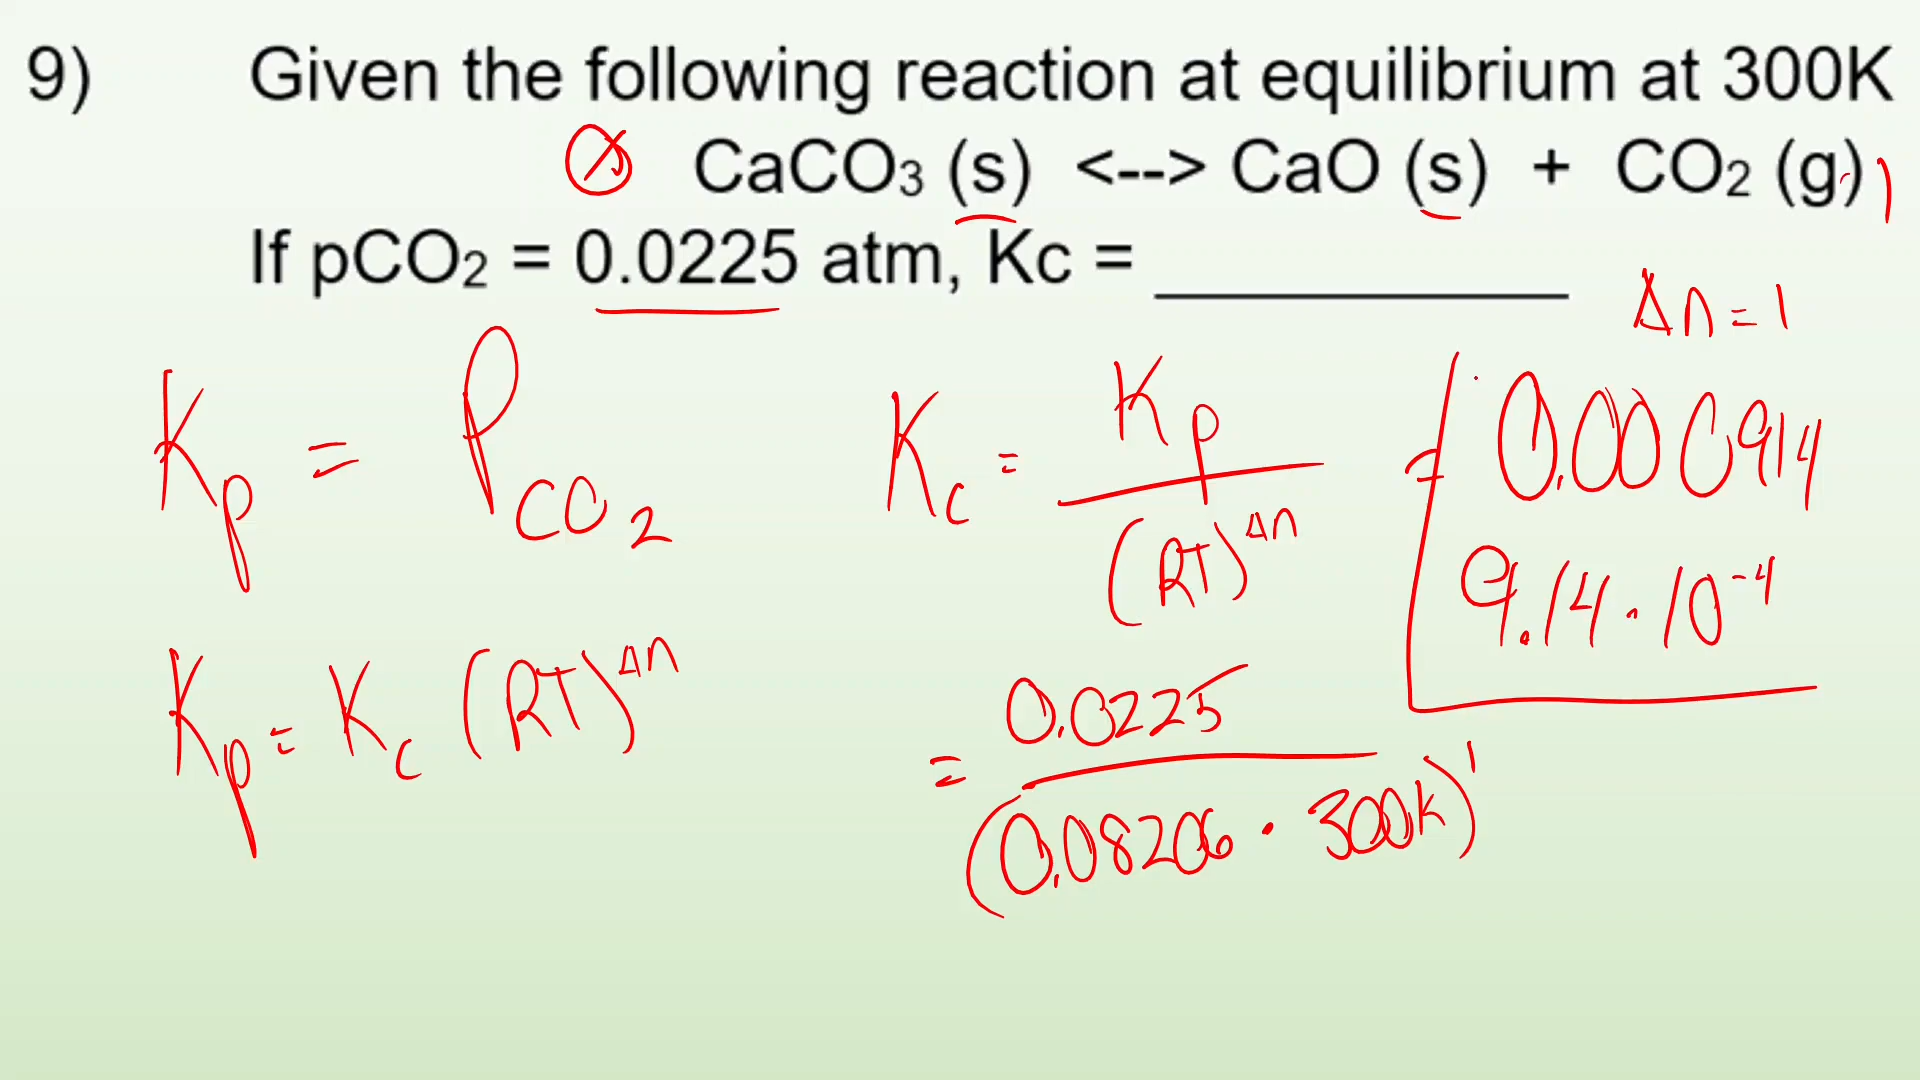 9) Given the following reaction at equilibrium at 300K
CaCO₃ (s) <--> CaO (s) + CO₂ (g) 1
If pCO₂ = 0.0225 atm, Kc = ____________
Δn = 1
Kp = PCO₂
Kc = Kp / (RT)^Δn = 0.000914
9.14 · 10⁻⁴
Kp = Kc (RT)^Δn
= 0.0225 / (0.08206 · 300K)¹